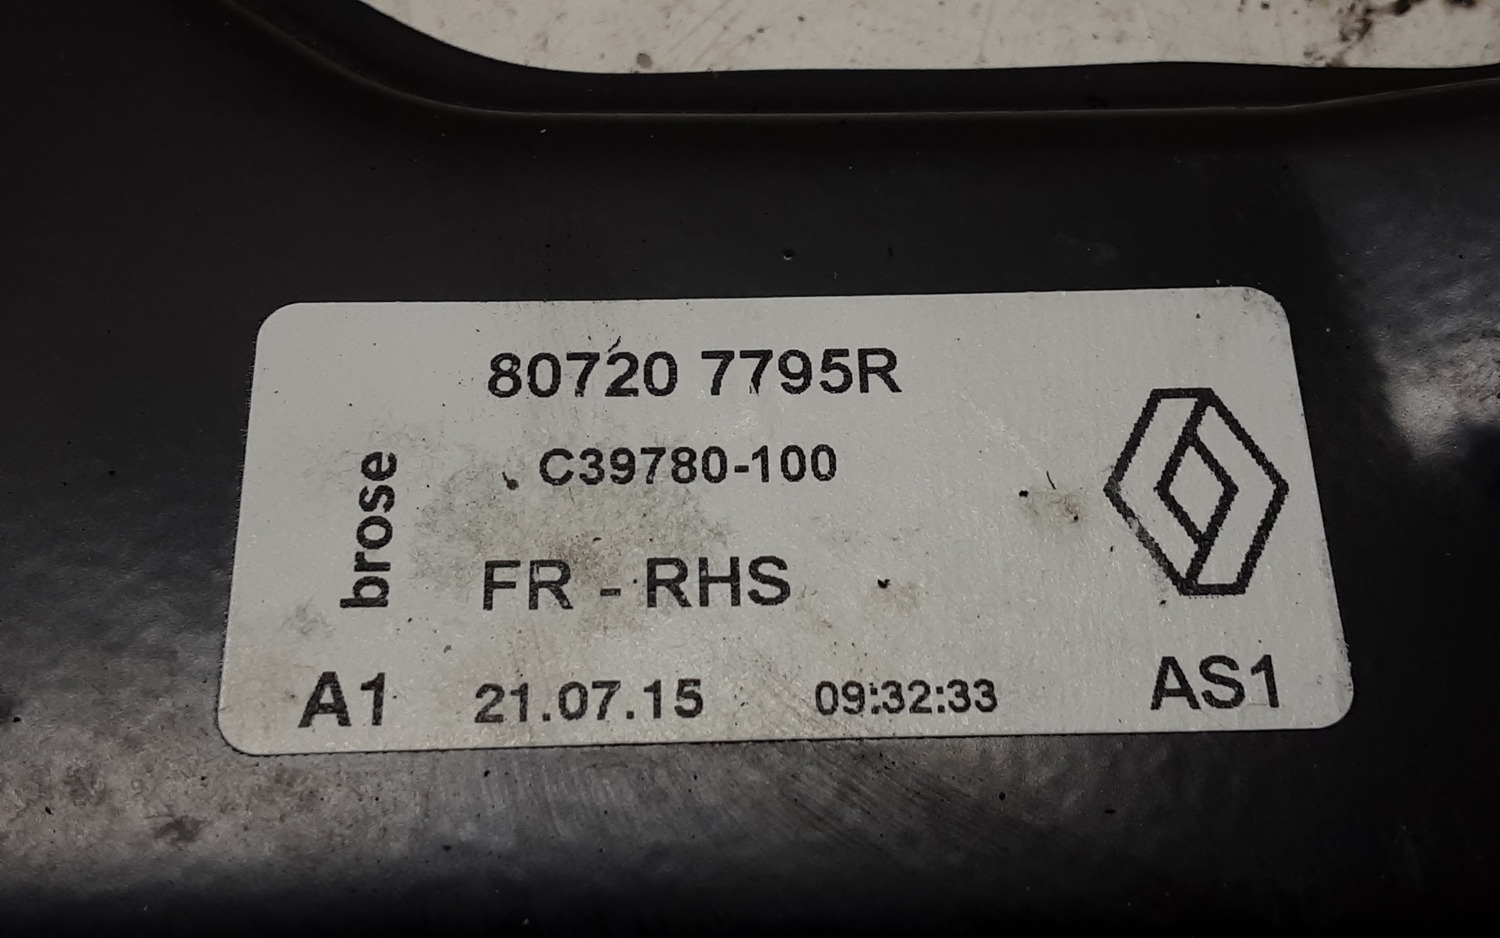 80720 7795R
C39780-100
brose
FR - RHS
A1 21.07.15 09:32:33 AS1